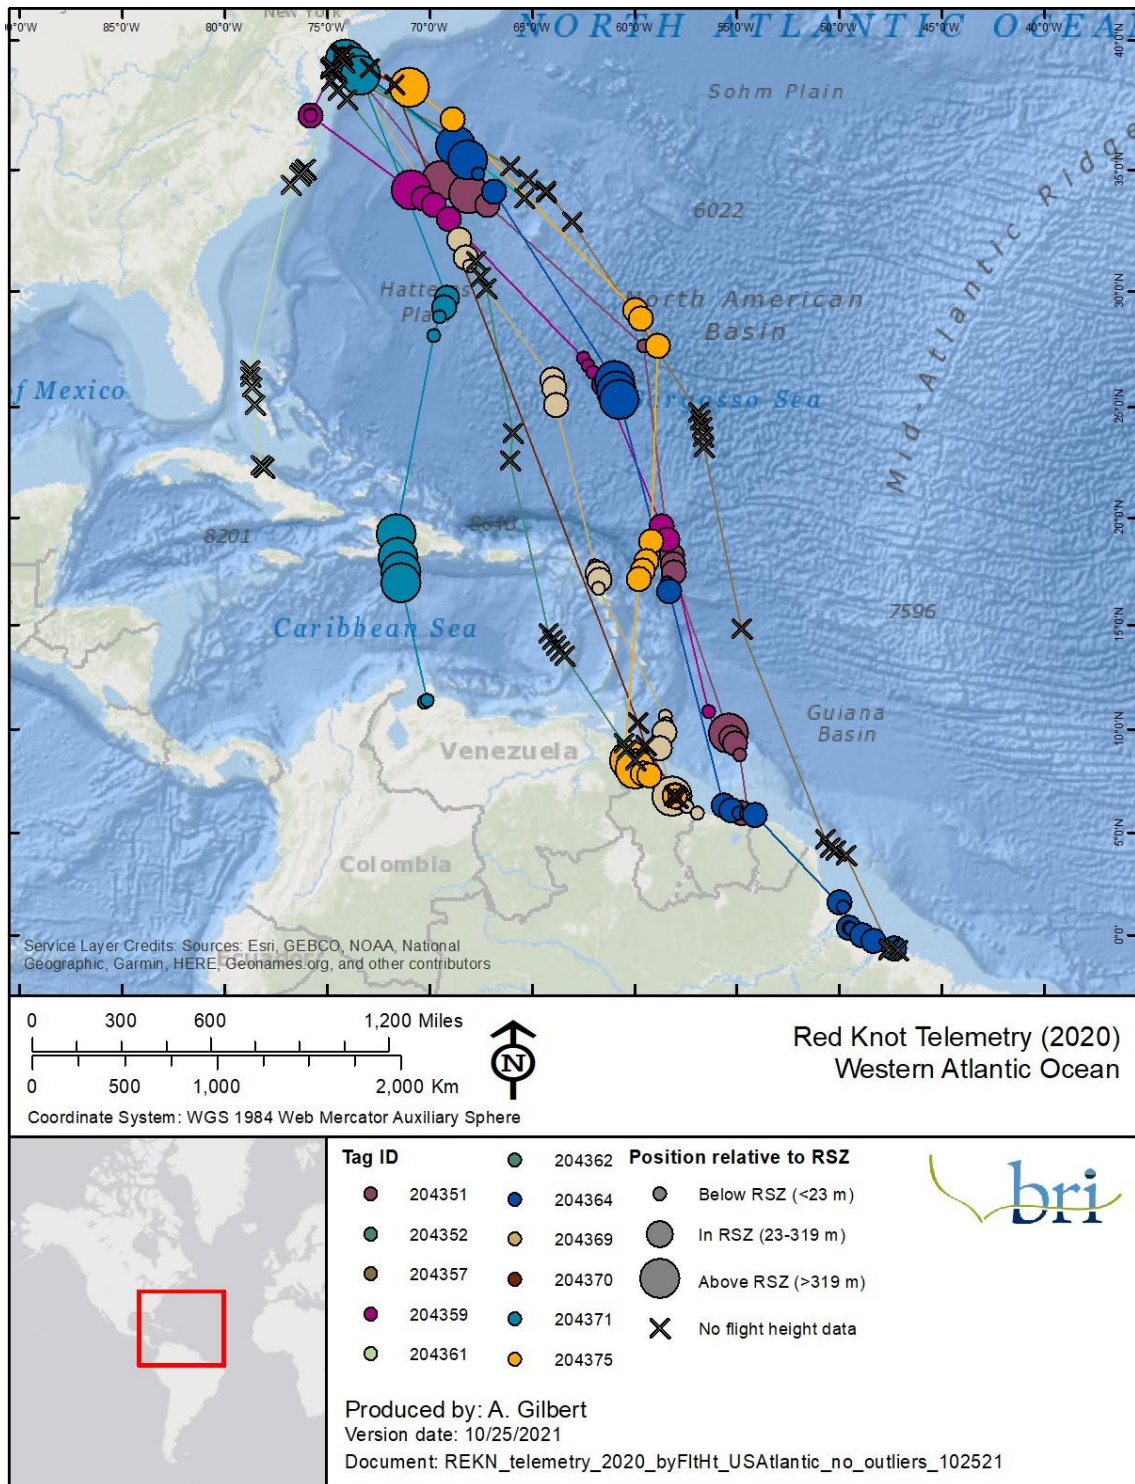 New York
80°0'W 80°0'W 75°0'W 70°0'W 65°0'W 60°0'W 55°0'W 50°0'W 45°0'W 40°0'W
NORTH ATLANTIC OCEA
40°0'N
Sohm Plain
35°0'N
Mid-Atlantic Ridge
6022
30°0'N
Hatteras
North American
Basin
of Mexico
Sargasso Sea
25°0'N
20°0'N
8201
8648
7596
15°0'N
Caribbean Sea
Guiana
Basin
10°0'N
Venezuela
5°0'N
Colombia
0°0'
Ecuador
Service Layer Credits: Sources: Esri, GEBCO, NOAA, National
Geographic, Garmin, HERE, Geonames.org, and other contributors
0 300 600 1,200 Miles
0 500 1,000 2,000 Km
N
Coordinate System: WGS 1984 Web Mercator Auxiliary Sphere
Red Knot Telemetry (2020)
Western Atlantic Ocean
Tag ID
204351
204352
204357
204359
204361
204362
204364
204369
204370
204371
204375
Position relative to RSZ
Below RSZ (<23 m)
In RSZ (23-319 m)
Above RSZ (>319 m)
No flight height data
bri
Produced by: A. Gilbert
Version date: 10/25/2021
Document: REKN_telemetry_2020_byFltHt_USAtlantic_no_outliers_102521